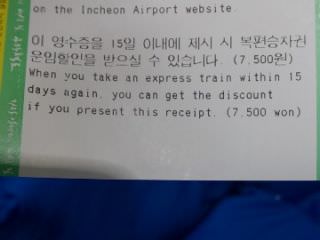 on the Incheon Airport website.
이 영수증을 15일 이내에 제시 시 복편승차권
운임할인을 받으실 수 있습니다. (7.500원)
When you take an express train within 15
days again, you can get the discount
if you present this receipt. (7.500 won)